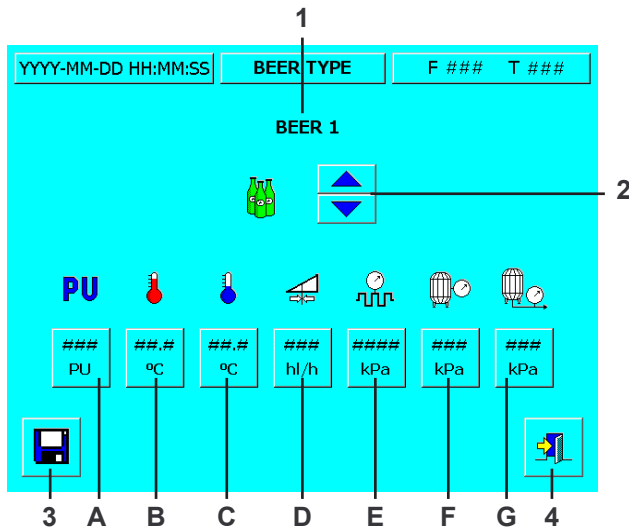 1
YYYY-MM-DD HH:MM:SS BEER TYPE F ### T ###
BEER 1
2
PU
### ##.# ##.# ### #### ### ###
PU ºC ºC hl/h kPa kPa kPa
3 A B C D E F G 4